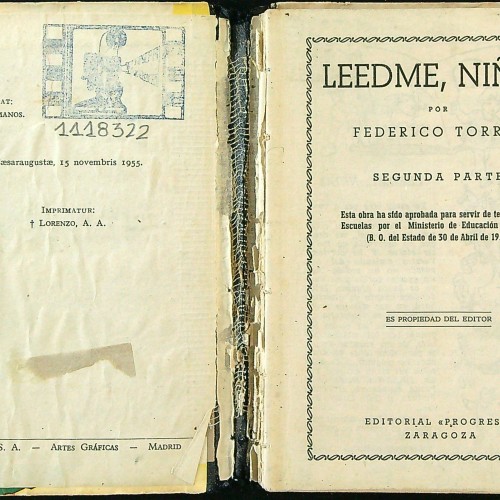 AT:
MANOS.
1118322
æsaraugustæ, 15 novembris 1955.
Imprimatur:
† Lorenzo, A. A.
S. A. — Artes Gráficas — Madrid
LEEDME, NIÑ
POR
FEDERICO TORR
SEGUNDA PARTE
Esta obra ha sido aprobada para servir de te
Escuelas por el Ministerio de Educación
(B. O. del Estado de 30 de Abril de 19
ES PROPIEDAD DEL EDITOR
EDITORIAL «PROGRES
ZARAGOZA